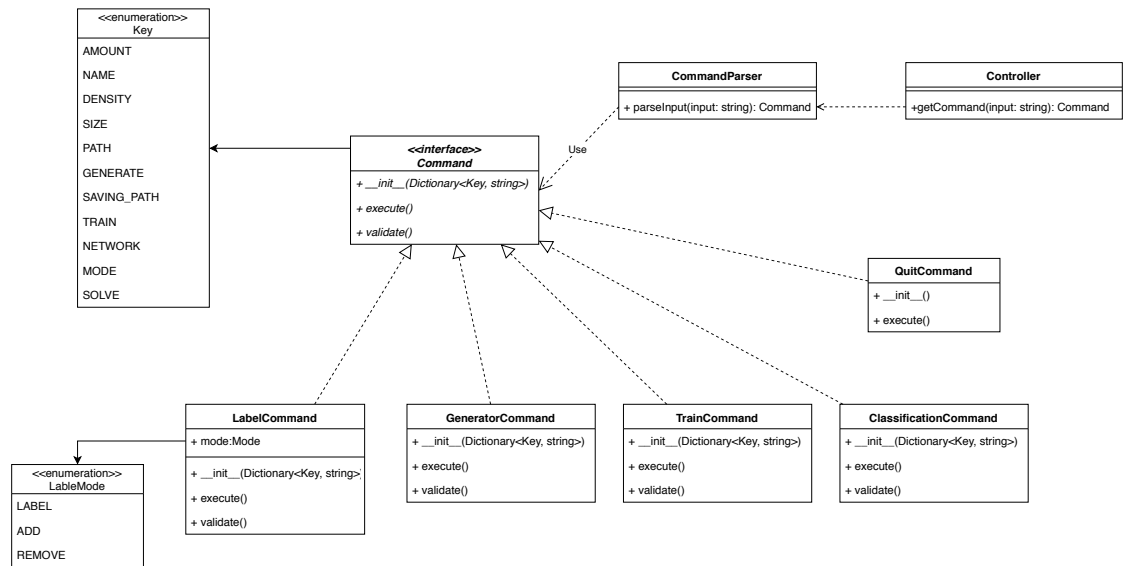 <<enumeration>>
Key
AMOUNT
NAME
DENSITY
SIZE
PATH
GENERATE
SAVING_PATH
TRAIN
NETWORK
MODE
SOLVE
CommandParser
+ parseInput(input: string): Command
Controller
+getCommand(input: string): Command
Use
<<interface>>
Command
+ __init__(Dictionary<Key, string>)
+ execute()
+ validate()
QuitCommand
+ __init__()
+ execute()
LabelCommand
+ mode:Mode
+ __init__(Dictionary<Key, string>)
+ execute()
+ validate()
GeneratorCommand
+ __init__(Dictionary<Key, string>)
+ execute()
+ validate()
TrainCommand
+ __init__(Dictionary<Key, string>)
+ execute()
+ validate()
ClassificationCommand
+ __init__(Dictionary<Key, string>)
+ execute()
+ validate()
<<enumeration>>
LableMode
LABEL
ADD
REMOVE